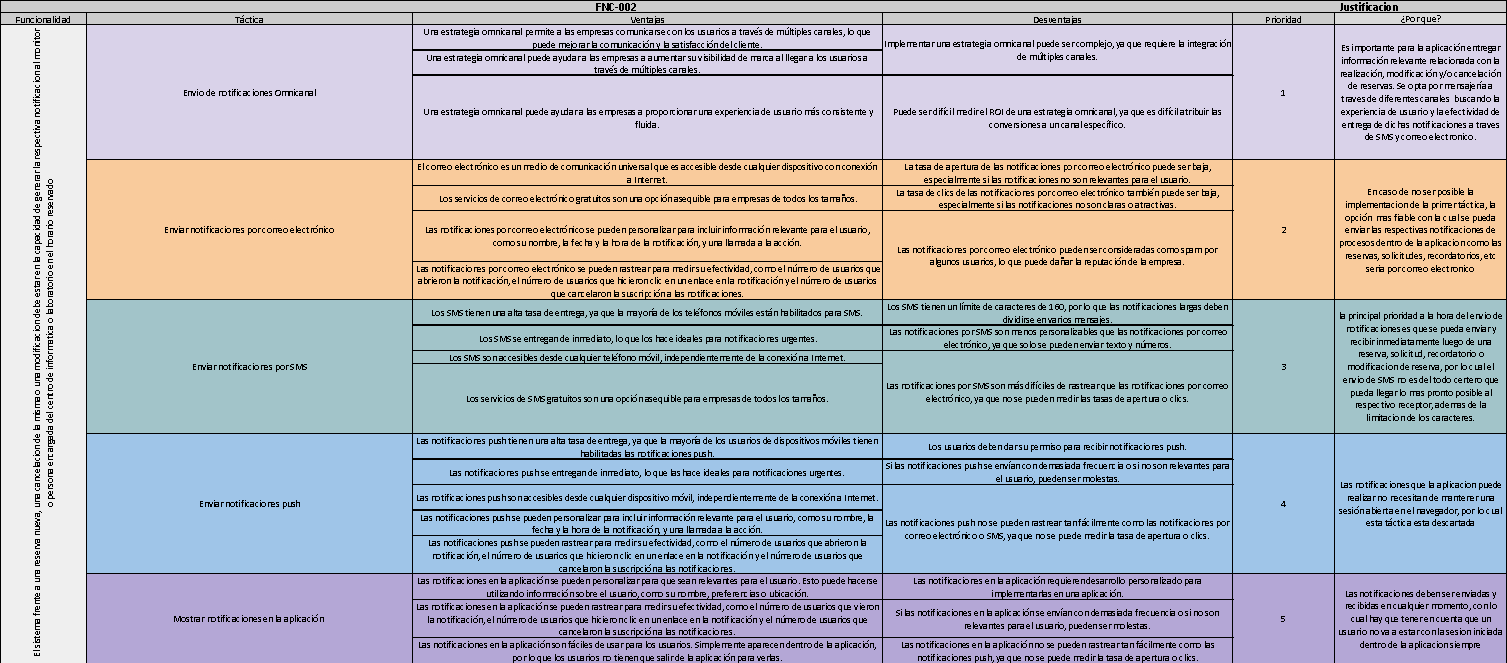 FNC-002
Justificacion
Funcionalidad
Táctica
Ventajas
Desventajas
Prioridad
¿Por que?
El sistema frente a una reserva nueva, una cancelacion de la misma o una modificacion debe estar en la capacidad de generar la respectiva notificacion al monitor
o persona encargada del centro de informatica o laboratorio en el horario reservado
Envio de notificaciones Omnicanal
Una estrategia omnicanal permite a las empresas comunicarse con los usuarios a través de múltiples canales, lo que
puede mejorar la comunicación y la satisfacción del cliente.
Una estrategia omnicanal puede ayudar a las empresas a aumentar su visibilidad de marca al llegar a los usuarios a
través de múltiples canales.
Una estrategia omnicanal puede ayudar a las empresas a proporcionar una experiencia de usuario más consistente y
fluida.
Implementar una estrategia omnicanal puede ser complejo, ya que requiere la integración
de múltiples canales.
Puede ser difícil medir el ROI de una estrategia omnicanal, ya que es difícil atribuir las
conversiones a un canal específico.
1
Es importante para la aplicación entregar
información relevante relacionada con la
realización, modificación y/o cancelación
de reservas. Se opta por mensajería a
traves de diferentes canales buscando la
experiencia de usuario y la efectividad de
entrega de dichas notificaciones a traves
de SMS y correo electronico.
Enviar notificaciones por correo electrónico
El correo electrónico es un medio de comunicación universal que es accesible desde cualquier dispositivo con conexión
a Internet.
Los servicios de correo electrónico gratuitos son una opción asequible para empresas de todos los tamaños.
Las notificaciones por correo electrónico se pueden personalizar para incluir información relevante para el usuario,
como su nombre, la fecha y la hora de la notificación, y una llamada a la acción.
Las notificaciones por correo electrónico se pueden rastrear para medir su efectividad, como el número de usuarios que
abrieron la notificación, el número de usuarios que hicieron clic en un enlace en la notificación y el número de usuarios
que cancelaron la suscripción a las notificaciones.
La tasa de apertura de las notificaciones por correo electrónico puede ser baja,
especialmente si las notificaciones no son relevantes para el usuario.
La tasa de clics de las notificaciones por correo electrónico también puede ser baja,
especialmente si las notificaciones no son claras o atractivas.
Las notificaciones por correo electrónico pueden ser consideradas como spam por
algunos usuarios, lo que puede dañar la reputación de la empresa.
2
En caso de no ser posible la
implementacion de la primer táctica, la
opción mas fiable con la cual se pueda
enviar las respectivas notificaciones de
procesos dentro de la aplicacion como las
reservas, solicitudes, recordatorios, etc
seria por correo electronico
Enviar notificaciones por SMS
Los SMS tienen una alta tasa de entrega, ya que la mayoría de los teléfonos móviles están habilitados para SMS.
Los SMS se entregan de inmediato, lo que los hace ideales para notificaciones urgentes.
Los SMS son accesibles desde cualquier teléfono móvil, independientemente de la conexión a Internet.
Los servicios de SMS gratuitos son una opción asequible para empresas de todos los tamaños.
Los SMS tienen un límite de caracteres de 160, por lo que las notificaciones largas deben
dividirse en varios mensajes.
Las notificaciones por SMS son menos personalizables que las notificaciones por correo
electrónico, ya que solo se pueden enviar texto y números.
Las notificaciones por SMS son más difíciles de rastrear que las notificaciones por correo
electrónico, ya que no se pueden medir las tasas de apertura o clics.
3
la principal prioridad a la hora del envio de
notificaciones es que se pueda enviar y
recibir inmediatamente luego de una
reserva, solicitud, recordatorio o
modificacion de reserva, por lo cual el
envio de SMS no es del todo certero que
pueda llegar lo mas pronto posible al
respectivo receptor, ademas de la
limitacion de los caracteres.
Enviar notificaciones push
Las notificaciones push tienen una alta tasa de entrega, ya que la mayoría de los usuarios de dispositivos móviles tienen
habilitadas las notificaciones push.
Las notificaciones push se entregan de inmediato, lo que las hace ideales para notificaciones urgentes.
Las notificaciones push son accesibles desde cualquier dispositivo móvil, independientemente de la conexión a Internet.
Las notificaciones push se pueden personalizar para incluir información relevante para el usuario, como su nombre, la
fecha y la hora de la notificación, y una llamada a la acción.
Las notificaciones push se pueden rastrear para medir su efectividad, como el número de usuarios que abrieron la
notificación, el número de usuarios que hicieron clic en un enlace en la notificación y el número de usuarios que
cancelaron la suscripción a las notificaciones.
Los usuarios deben dar su permiso para recibir notificaciones push.
Si las notificaciones push se envían con demasiada frecuencia o si no son relevantes para
el usuario, pueden ser molestas.
Las notificaciones push no se pueden rastrear tan fácilmente como las notificaciones por
correo electrónico o SMS, ya que no se puede medir la tasa de apertura o clics.
4
Las notificaciones que la aplicacion puede
realizar no necesitan de mantener una
sesión abierta en el navegador, por lo cual
esta táctica esta descartada
Mostrar notificaciones en la aplicación
Las notificaciones en la aplicación se pueden personalizar para que sean relevantes para el usuario. Esto puede hacerse
utilizando información sobre el usuario, como su nombre, preferencias o ubicación.
Las notificaciones en la aplicación se pueden rastrear para medir su efectividad, como el número de usuarios que vieron
la notificación, el número de usuarios que hicieron clic en un enlace en la notificación y el número de usuarios que
cancelaron la suscripción a las notificaciones.
Las notificaciones en la aplicación son fáciles de usar para los usuarios. Simplemente aparecen dentro de la aplicación,
por lo que los usuarios no tienen que salir de la aplicación para verlas.
Las notificaciones en la aplicación requieren desarrollo personalizado para
implementarlas en una aplicación.
Si las notificaciones en la aplicación se envían con demasiada frecuencia o si no son
relevantes para el usuario, pueden ser molestas.
Las notificaciones en la aplicación no se pueden rastrear tan fácilmente como las
notificaciones push, ya que no se puede medir la tasa de apertura o clics.
5
Las notificaciones deben ser enviadas y
recibidas en cualquier momento, con lo
cual hay que tener en cuenta que un
usuario no va a estar con la sesion iniciada
dentro de la aplicacion siempre